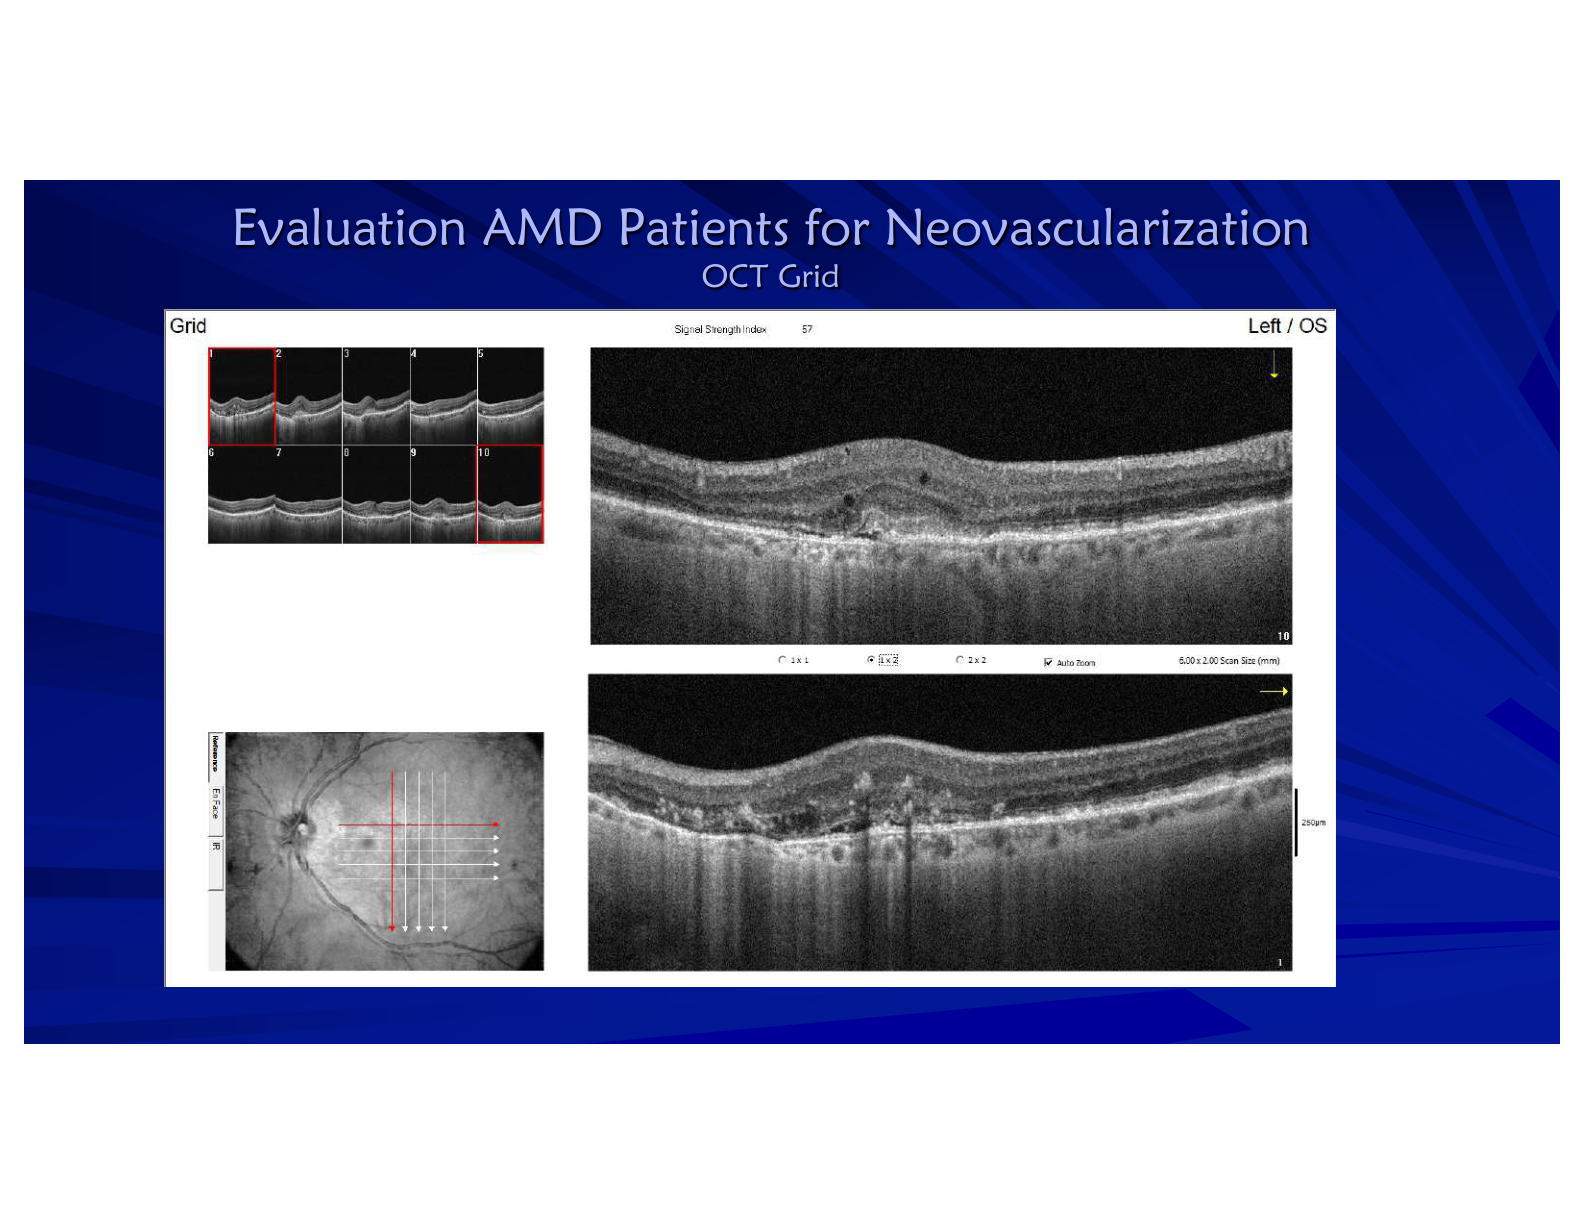 Evaluation AMD Patients for Neovascularization
OCT Grid
Grid
Signal Strength Index 57
Left / OS
1 2 3 4 5
6 7 8 9 10
10
1 x 1 1 x 2 2 x 2 Auto Zoom 6.00 x 2.00 Scan Size (mm)
Reference
En Face
IR
250µm
1